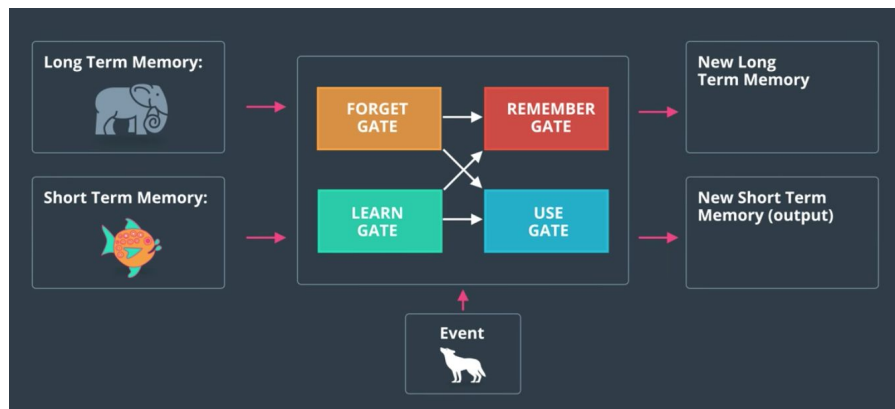 Long Term Memory:
Short Term Memory:
FORGET
GATE
REMEMBER
GATE
LEARN
GATE
USE
GATE
Event
New Long
Term Memory
New Short Term
Memory (output)